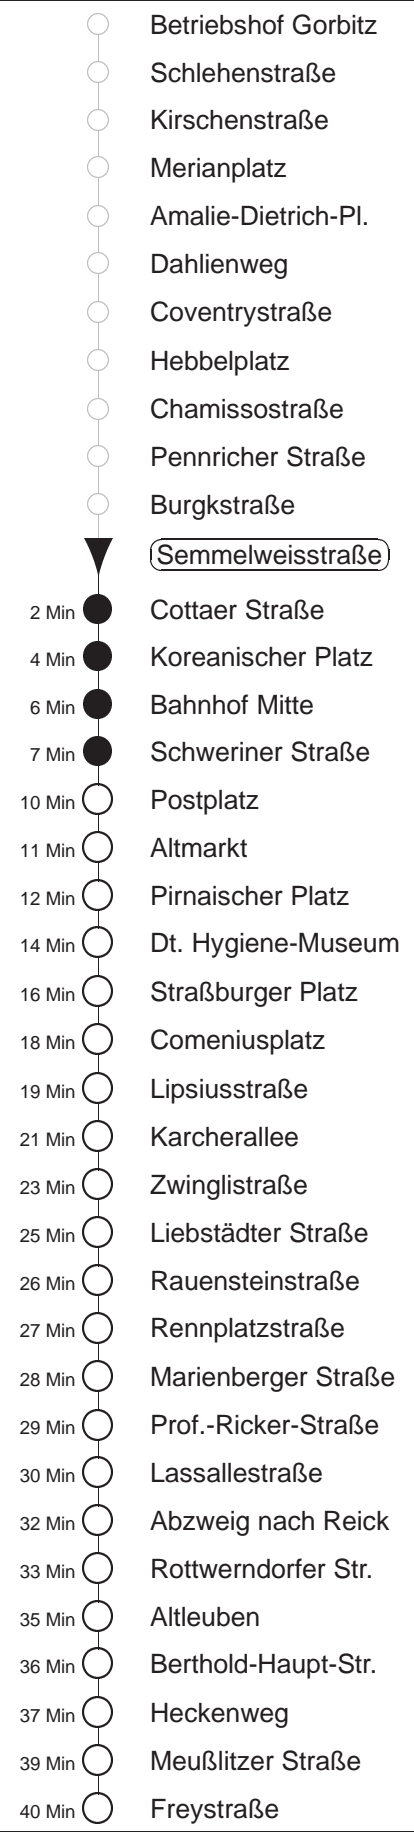 Betriebshof Gorbitz
Schlehenstraße
Kirschenstraße
Merianplatz
Amalie-Dietrich-Pl.
Dahlienweg
Coventrystraße
Hebbelplatz
Chamissostraße
Pennricher Straße
Burgkstraße
Semmelweisstraße
2 Min Cottaer Straße
4 Min Koreanischer Platz
6 Min Bahnhof Mitte
7 Min Schweriner Straße
10 Min Postplatz
11 Min Altmarkt
12 Min Pirnaischer Platz
14 Min Dt. Hygiene-Museum
16 Min Straßburger Platz
18 Min Comeniusplatz
19 Min Lipsiusstraße
21 Min Karcherallee
23 Min Zwinglistraße
25 Min Liebstädter Straße
26 Min Rauensteinstraße
27 Min Rennplatzstraße
28 Min Marienberger Straße
29 Min Prof.-Ricker-Straße
30 Min Lassallestraße
32 Min Abzweig nach Reick
33 Min Rottwerndorfer Str.
35 Min Altleuben
36 Min Berthold-Haupt-Str.
37 Min Heckenweg
39 Min Meußlitzer Straße
40 Min Freystraße